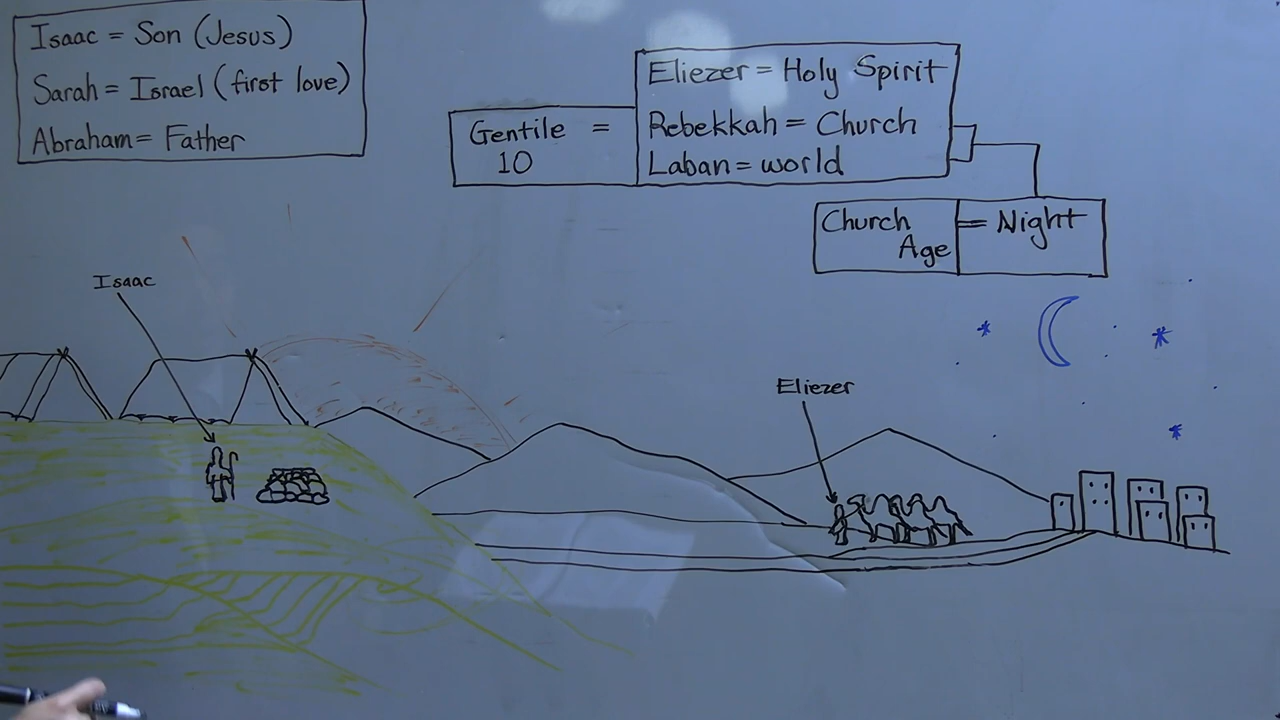 Isaac = Son (Jesus)
Sarah = Israel (first love)
Abraham = Father
Gentile =
10
Eliezer = Holy Spirit
Rebekkah = Church
Laban = world
Church = Night
Age
Isaac
Eliezer